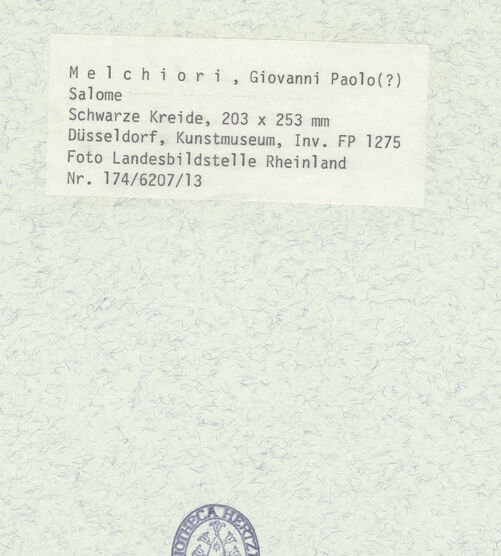 M e l c h i o r i , Giovanni Paolo(?)
Salome
Schwarze Kreide, 203 x 253 mm
Düsseldorf, Kunstmuseum, Inv. FP 1275
Foto Landesbildstelle Rheinland
Nr. 174/6207/13